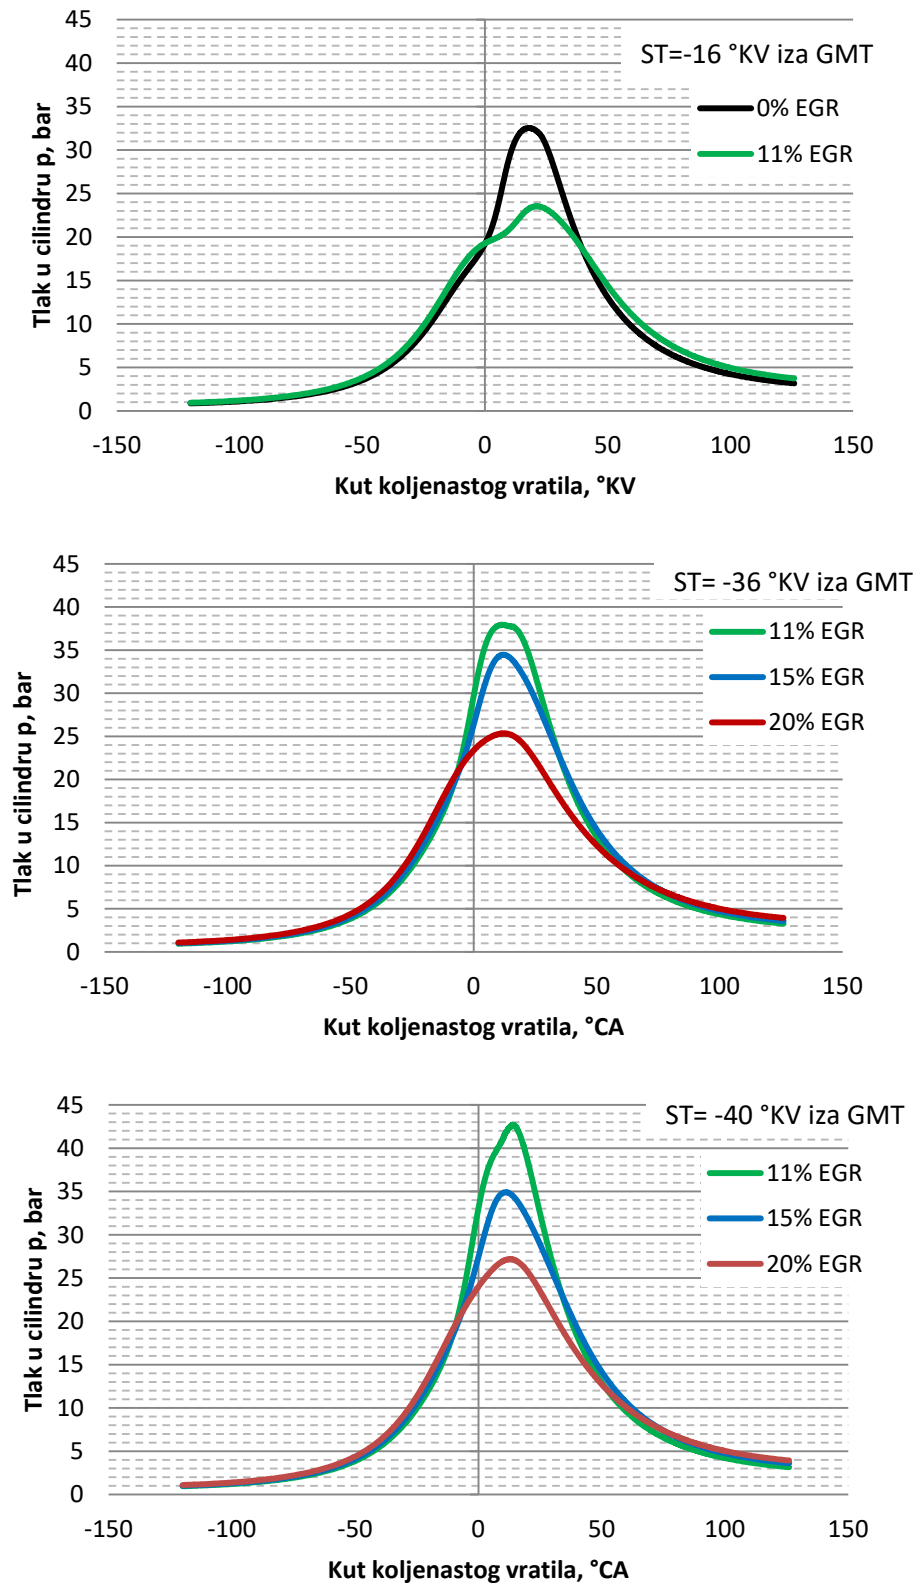 45
40
35
30
25
20
15
10
5
0
Tlak u cilindru p, bar
ST=-16 °KV iza GMT
0% EGR
11% EGR
-150 -100 -50 0 50 100 150
Kut koljenastog vratila, °KV
45
40
35
30
25
20
15
10
5
0
Tlak u cilindru p, bar
ST= -36 °KV iza GMT
11% EGR
15% EGR
20% EGR
-150 -100 -50 0 50 100 150
Kut koljenastog vratila, °CA
45
40
35
30
25
20
15
10
5
0
Tlak u cilindru p, bar
ST= -40 °KV iza GMT
11% EGR
15% EGR
20% EGR
-150 -100 -50 0 50 100 150
Kut koljenastog vratila, °CA